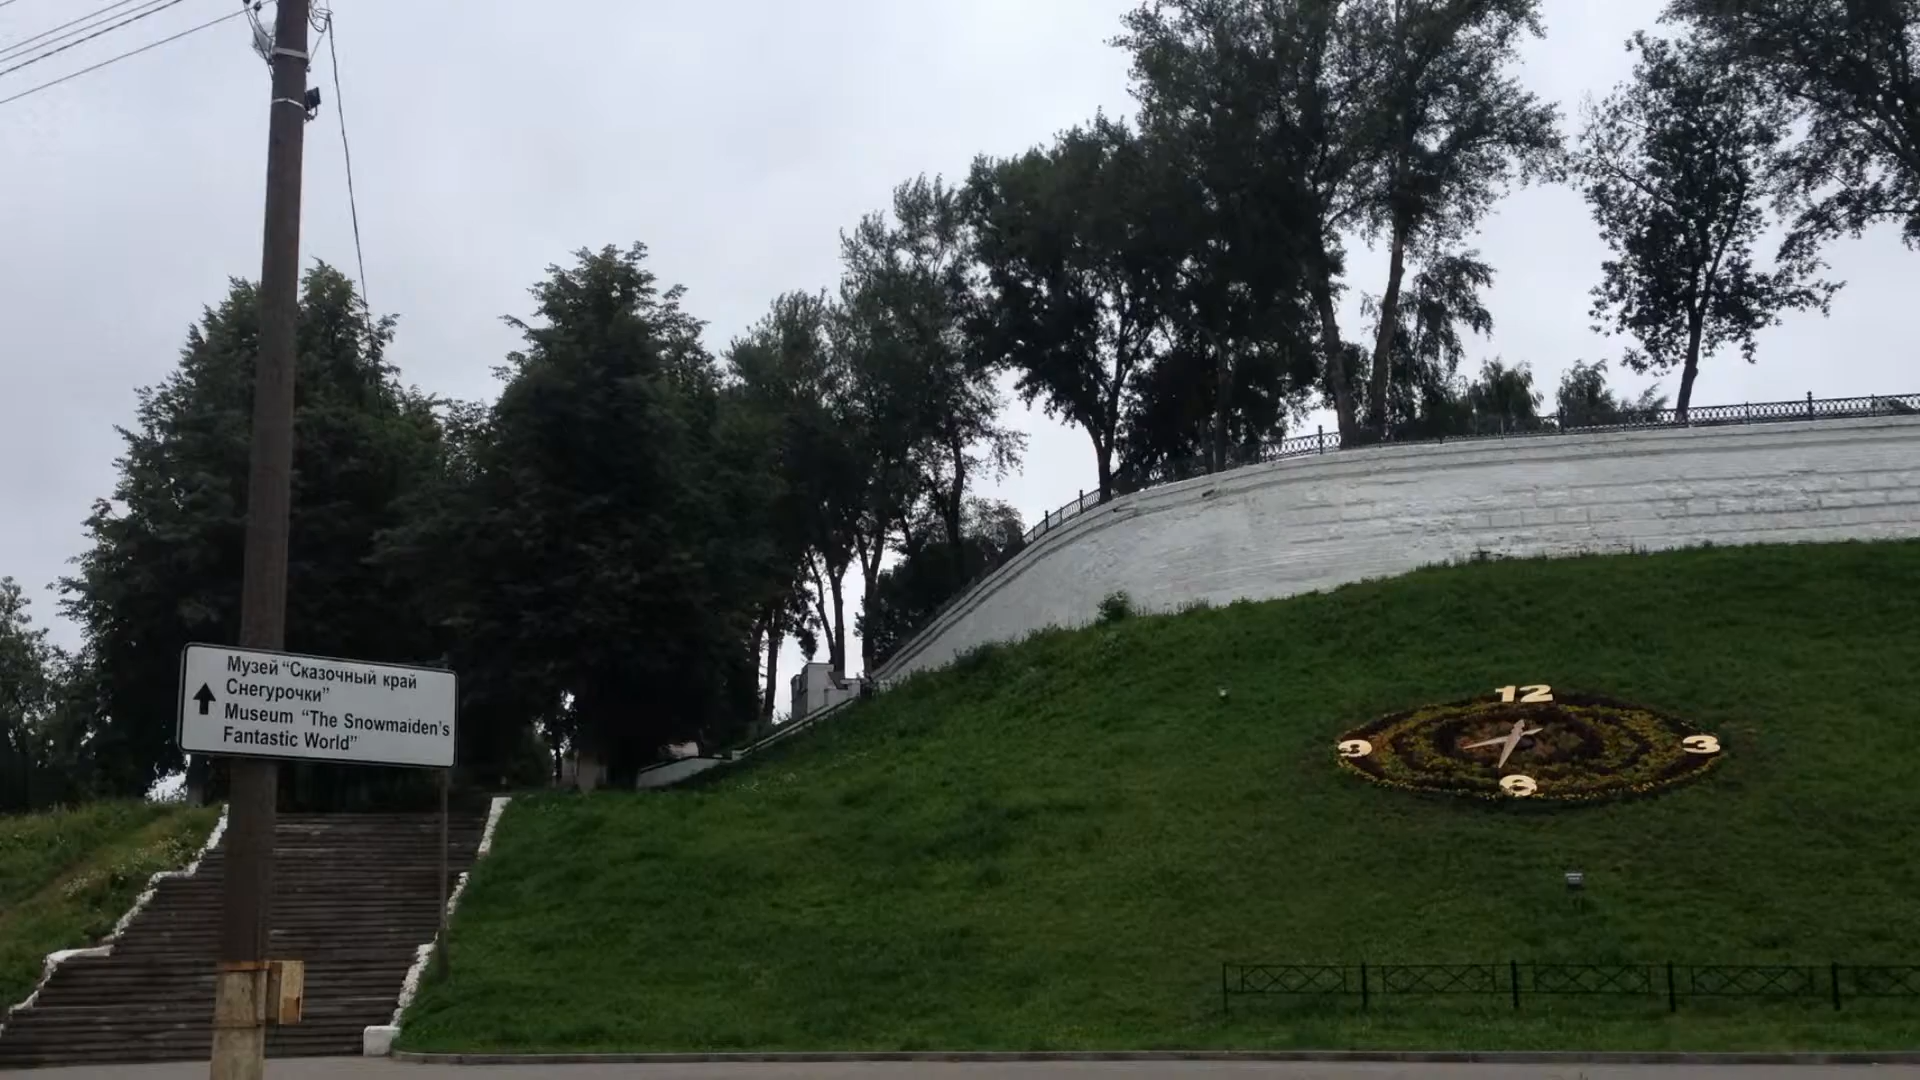 Музей "Сказочный край
Снегурочки"
Museum "The Snowmaiden's
Fantastic World"
12
9
3
6